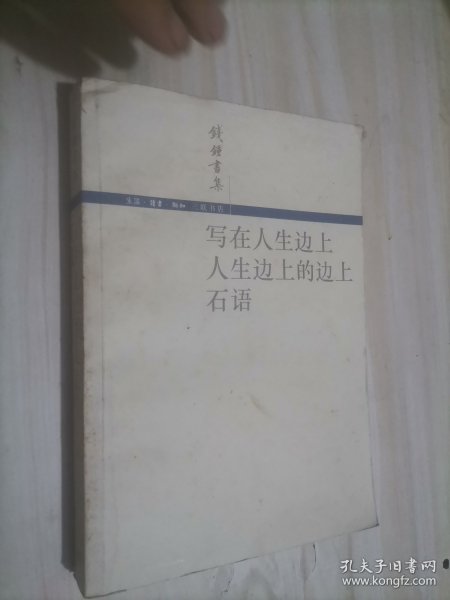 錢鍾書集
生活·讀書·新知 三联书店
写在人生边上
人生边上的边上
石语
孔夫子旧书网
www.kongfz.com